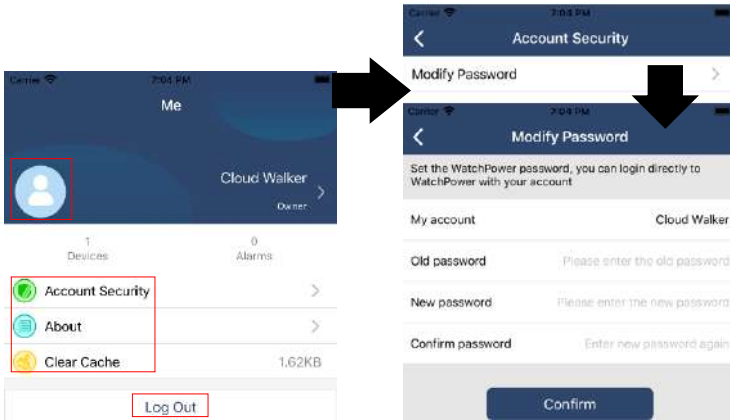 Carrier 7:04 PM
Me
Cloud Walker
Owner
1
Devices
0
Alarms
Account Security
About
Clear Cache 1.62KB
Log Out
Carrier 7:04 PM
Account Security
Modify Password
Carrier 7:04 PM
Modify Password
Set the WatchPower password, you can login directly to
WatchPower with your account
My account Cloud Walker
Old password Please enter the old password
New password Please enter the new password
Confirm password Enter new password again
Confirm